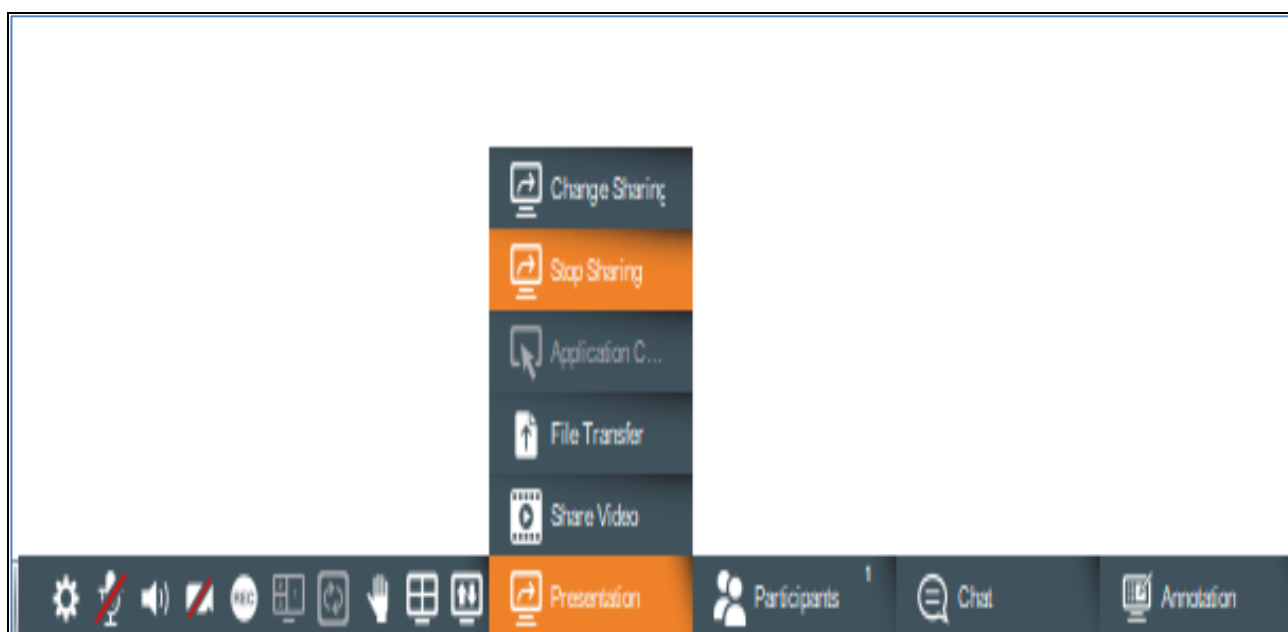 Change Sharing
Stop Sharing
Application C...
File Transfer
Share Video
REC Presentation Participants 1 Chat Annotation